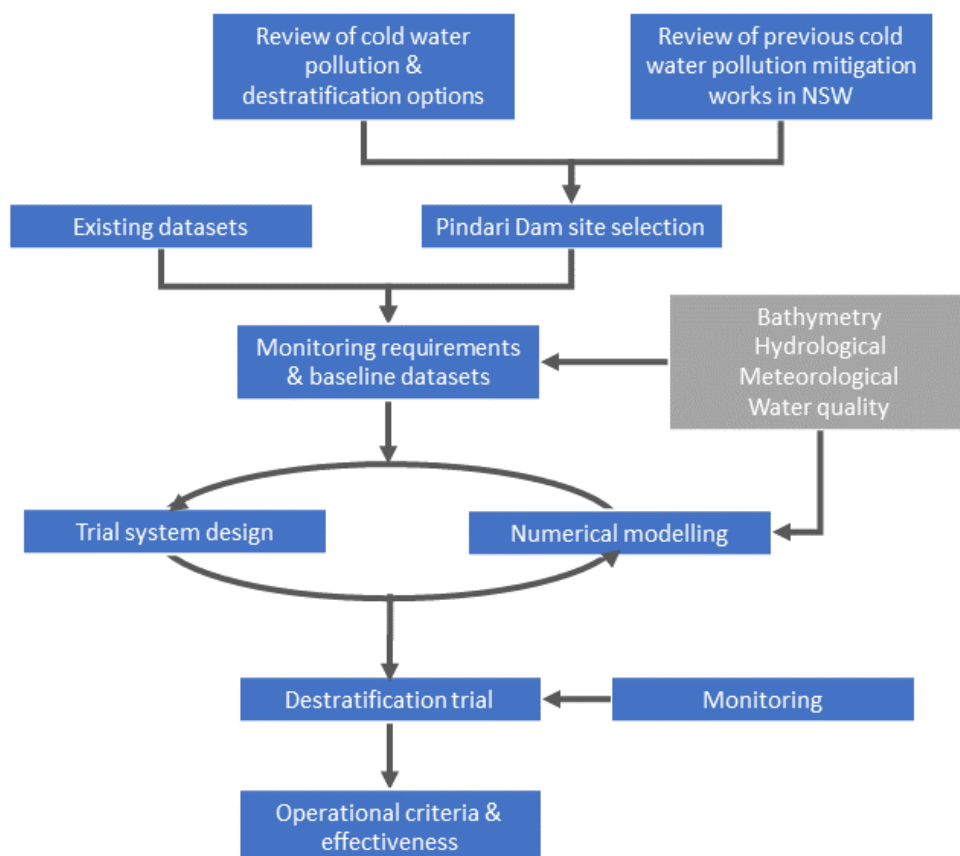 Review of cold water
pollution &
destratification options
Review of previous cold
water pollution mitigation
works in NSW
Existing datasets
Pindari Dam site selection
Monitoring requirements
& baseline datasets
Bathymetry
Hydrological
Meteorological
Water quality
Trial system design
Numerical modelling
Destratification trial
Monitoring
Operational criteria &
effectiveness